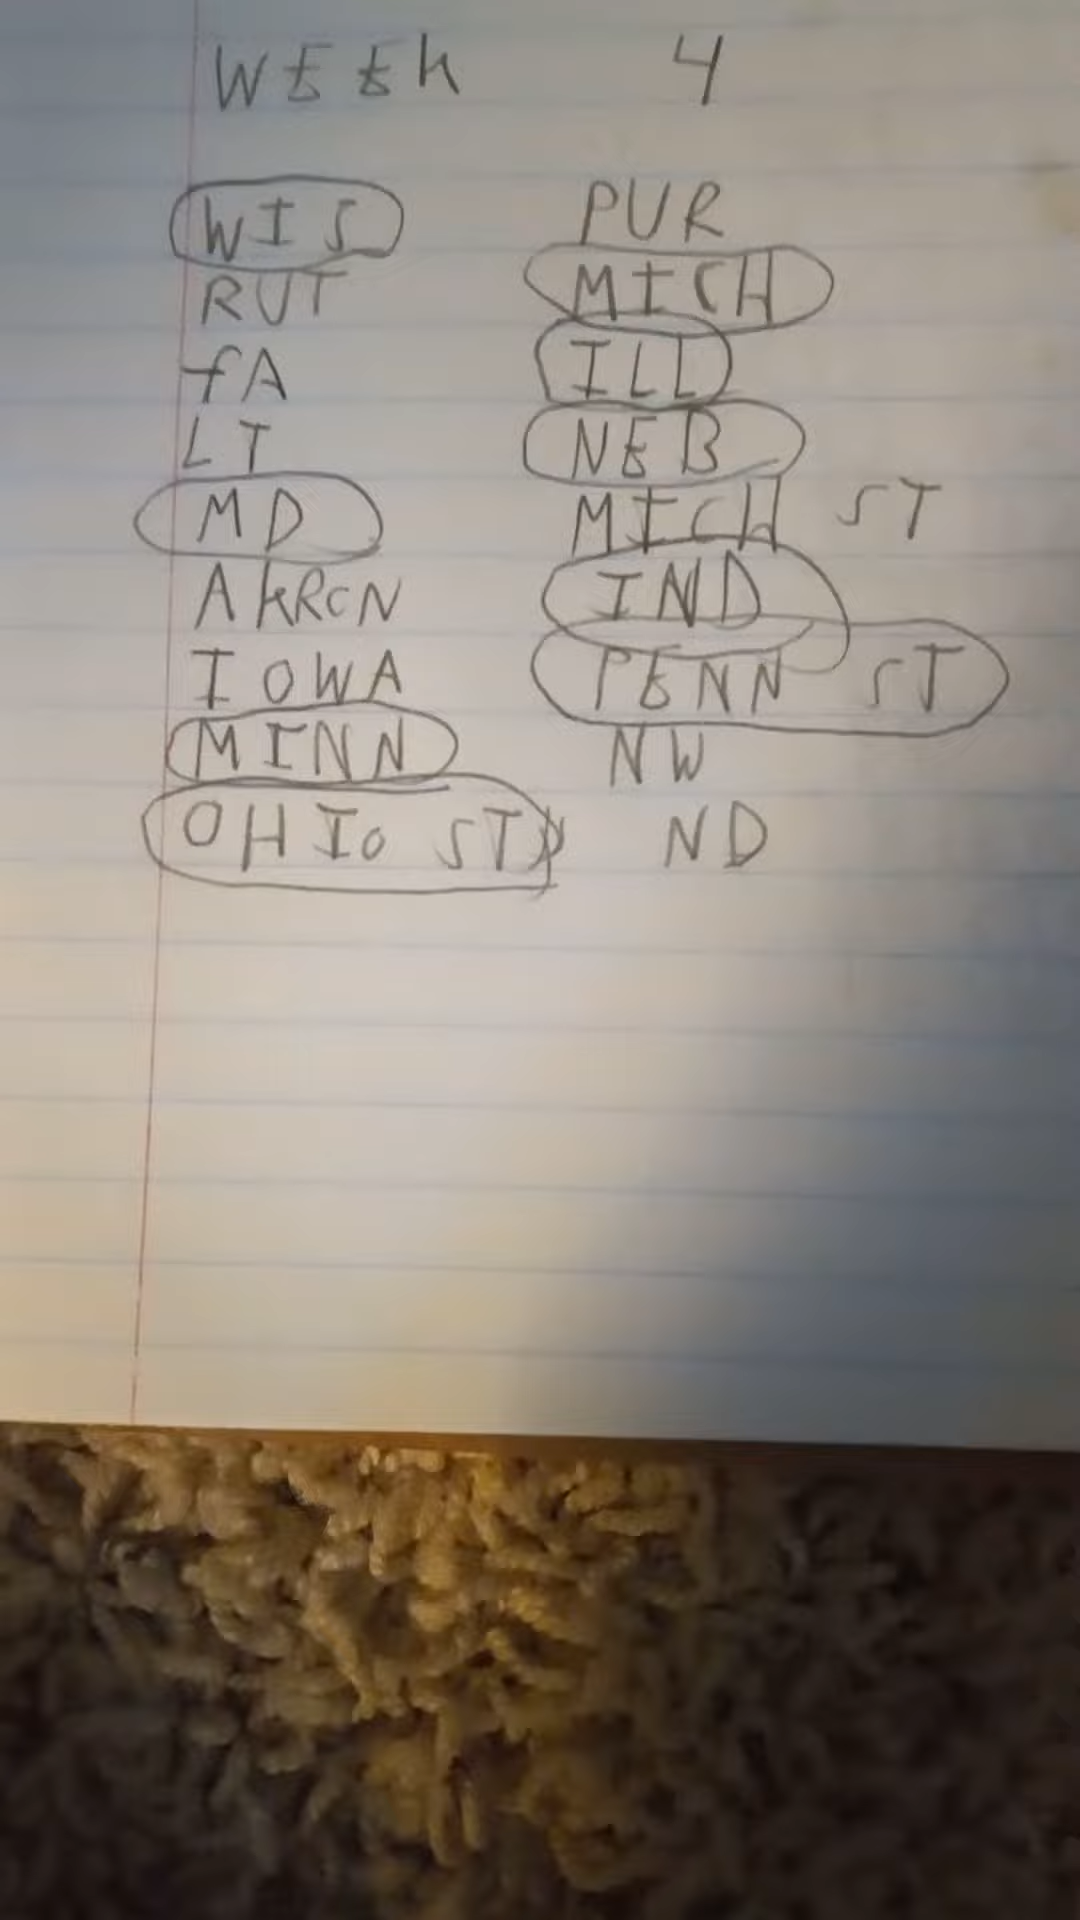 WEEK 4
WIS PUR
RUT MICH
fA ILL
LT NEB
MD MICH ST
AkRON IND
IOWA PENN ST
MINN NW
OHIO ST ND